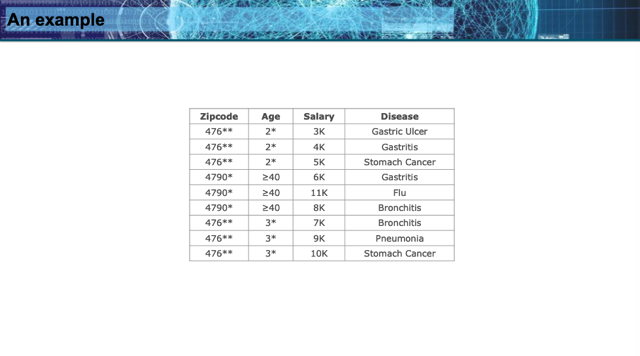 An example
Zipcode Age Salary Disease
476** 2* 3K Gastric Ulcer
476** 2* 4K Gastritis
476** 2* 5K Stomach Cancer
4790* ≥40 6K Gastritis
4790* ≥40 11K Flu
4790* ≥40 8K Bronchitis
476** 3* 7K Bronchitis
476** 3* 9K Pneumonia
476** 3* 10K Stomach Cancer